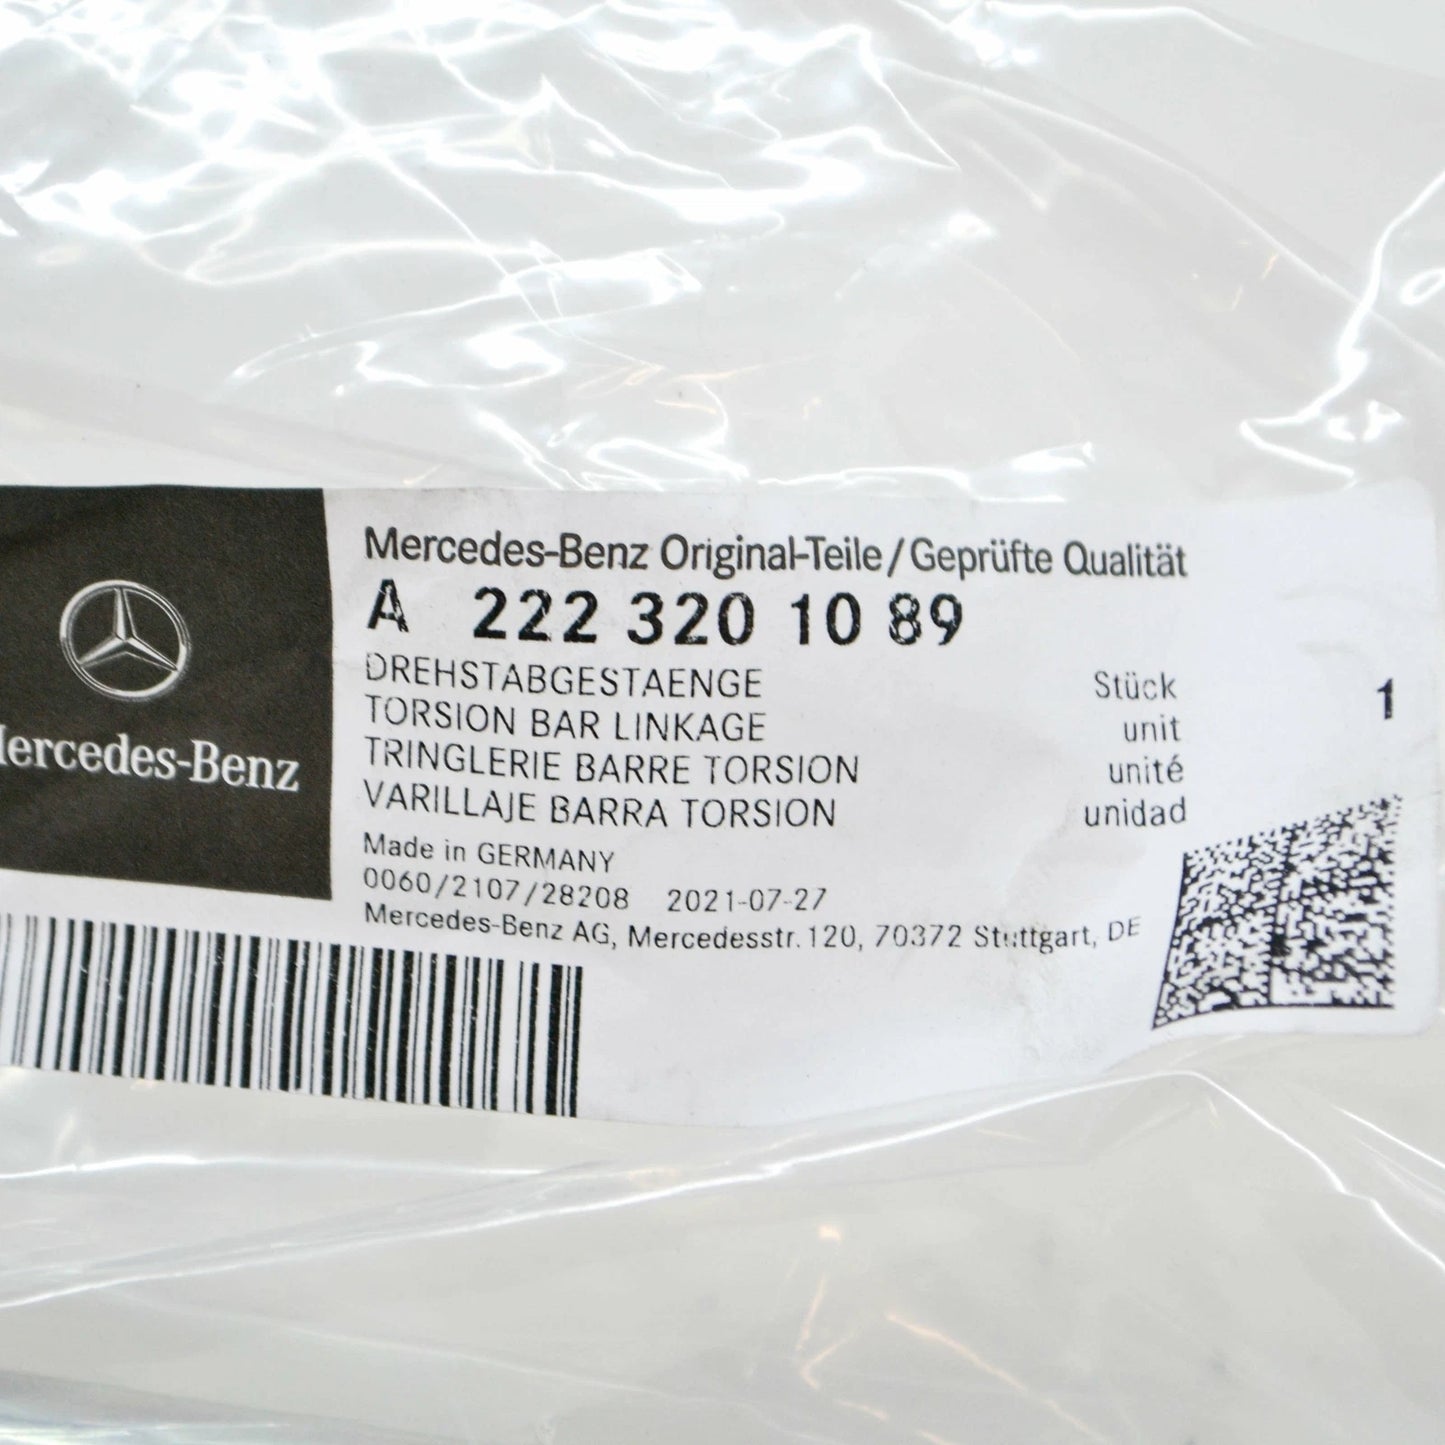 Mercedes-Benz Original-Teile/Geprüfte Qualität
A 222 320 10 89
DREHSTABGESTAENGE Stück 1
TORSION BAR LINKAGE unit
TRINGLERIE BARRE TORSION unité
VARILLAJE BARRA TORSION unidad
Made in GERMANY
0060/2107/28208 2021-07-27
Mercedes-Benz AG, Mercedesstr. 120, 70372 Stuttgart, DE
Mercedes-Benz